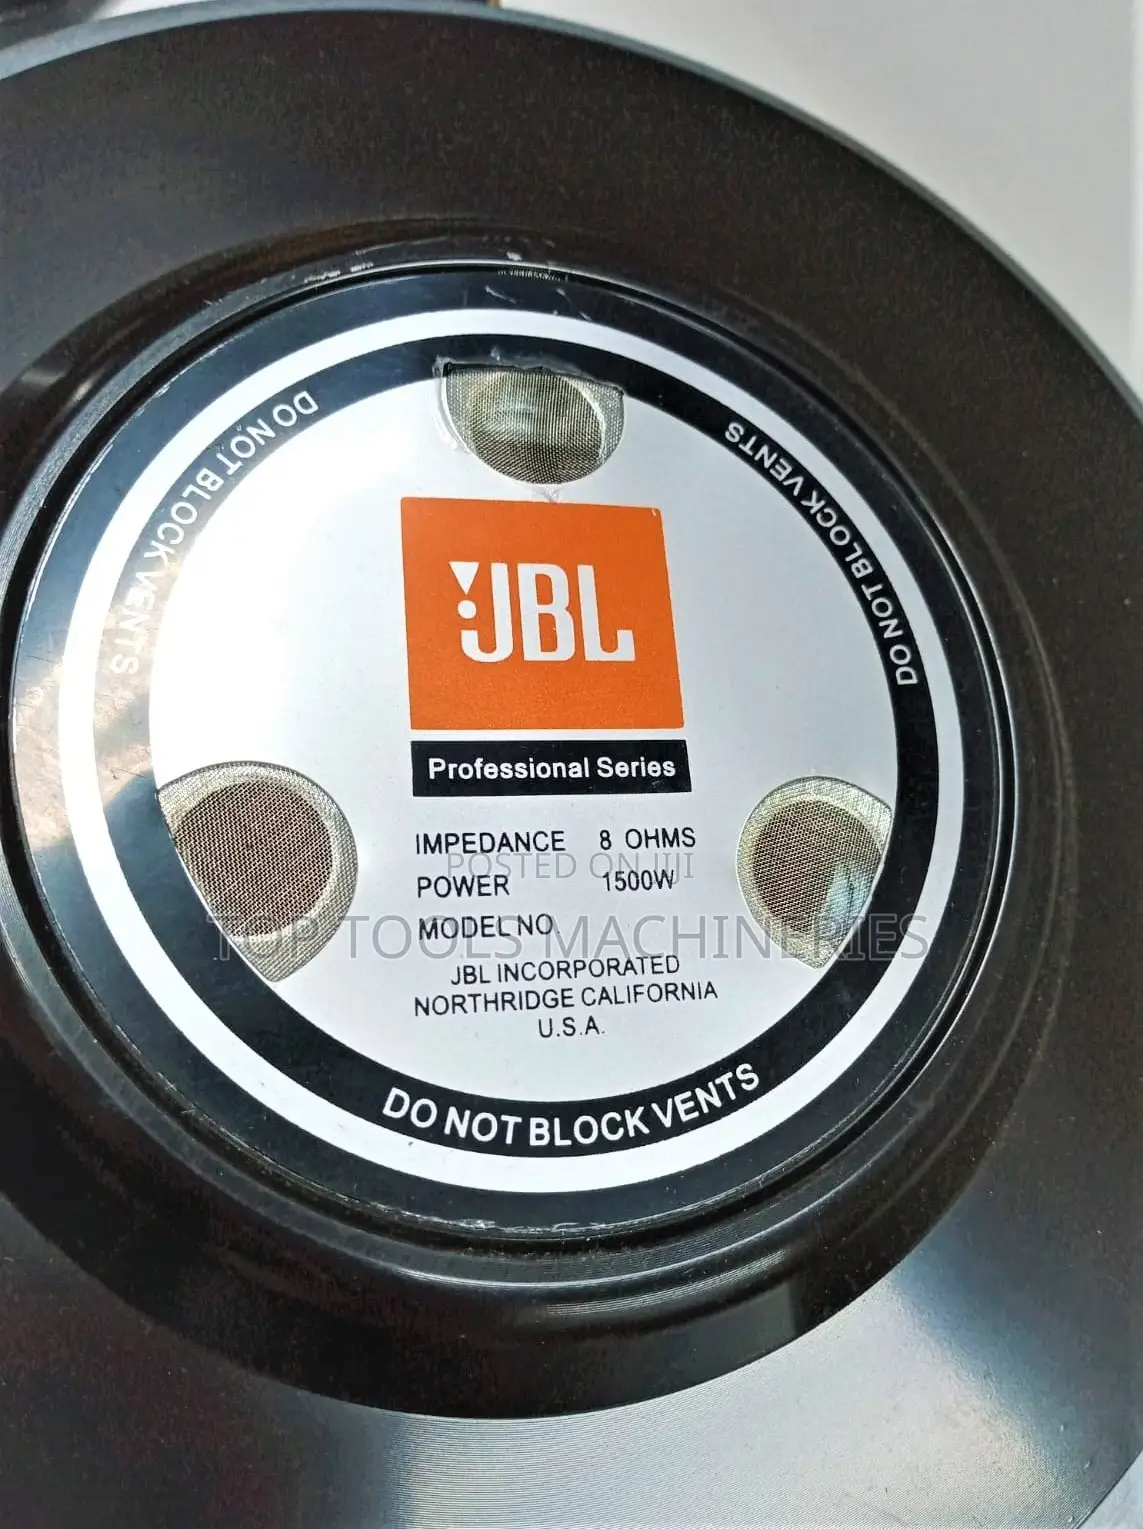 DO NOT BLOCK VENTS
DO NOT BLOCK VENTS
JBL
Professional Series
IMPEDANCE 8 OHMS
POSTED ON JIJI
POWER 1500W
MODEL NO
TOP TOOLS MACHINERIES
JBL INCORPORATED
NORTHRIDGE CALIFORNIA
U.S.A.
DO NOT BLOCK VENTS